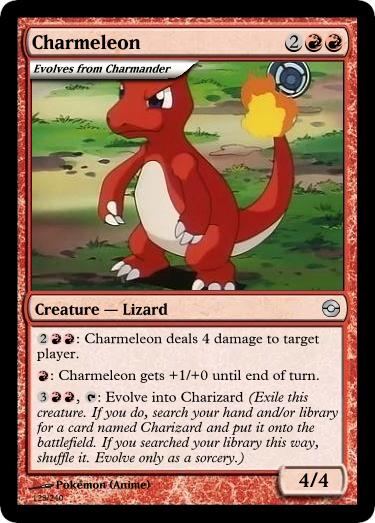 Charmeleon 2
Evolves from Charmander
Creature — Lizard
2: Charmeleon deals 4 damage to target
player.
: Charmeleon gets +1/+0 until end of turn.
3, : Evolve into Charizard (Exile this
creature. If you do, search your hand and/or library
for a card named Charizard and put it onto the
battlefield. If you searched your library this way,
shuffle it. Evolve only as a sorcery.)
4/4
Pokémon (Anime)